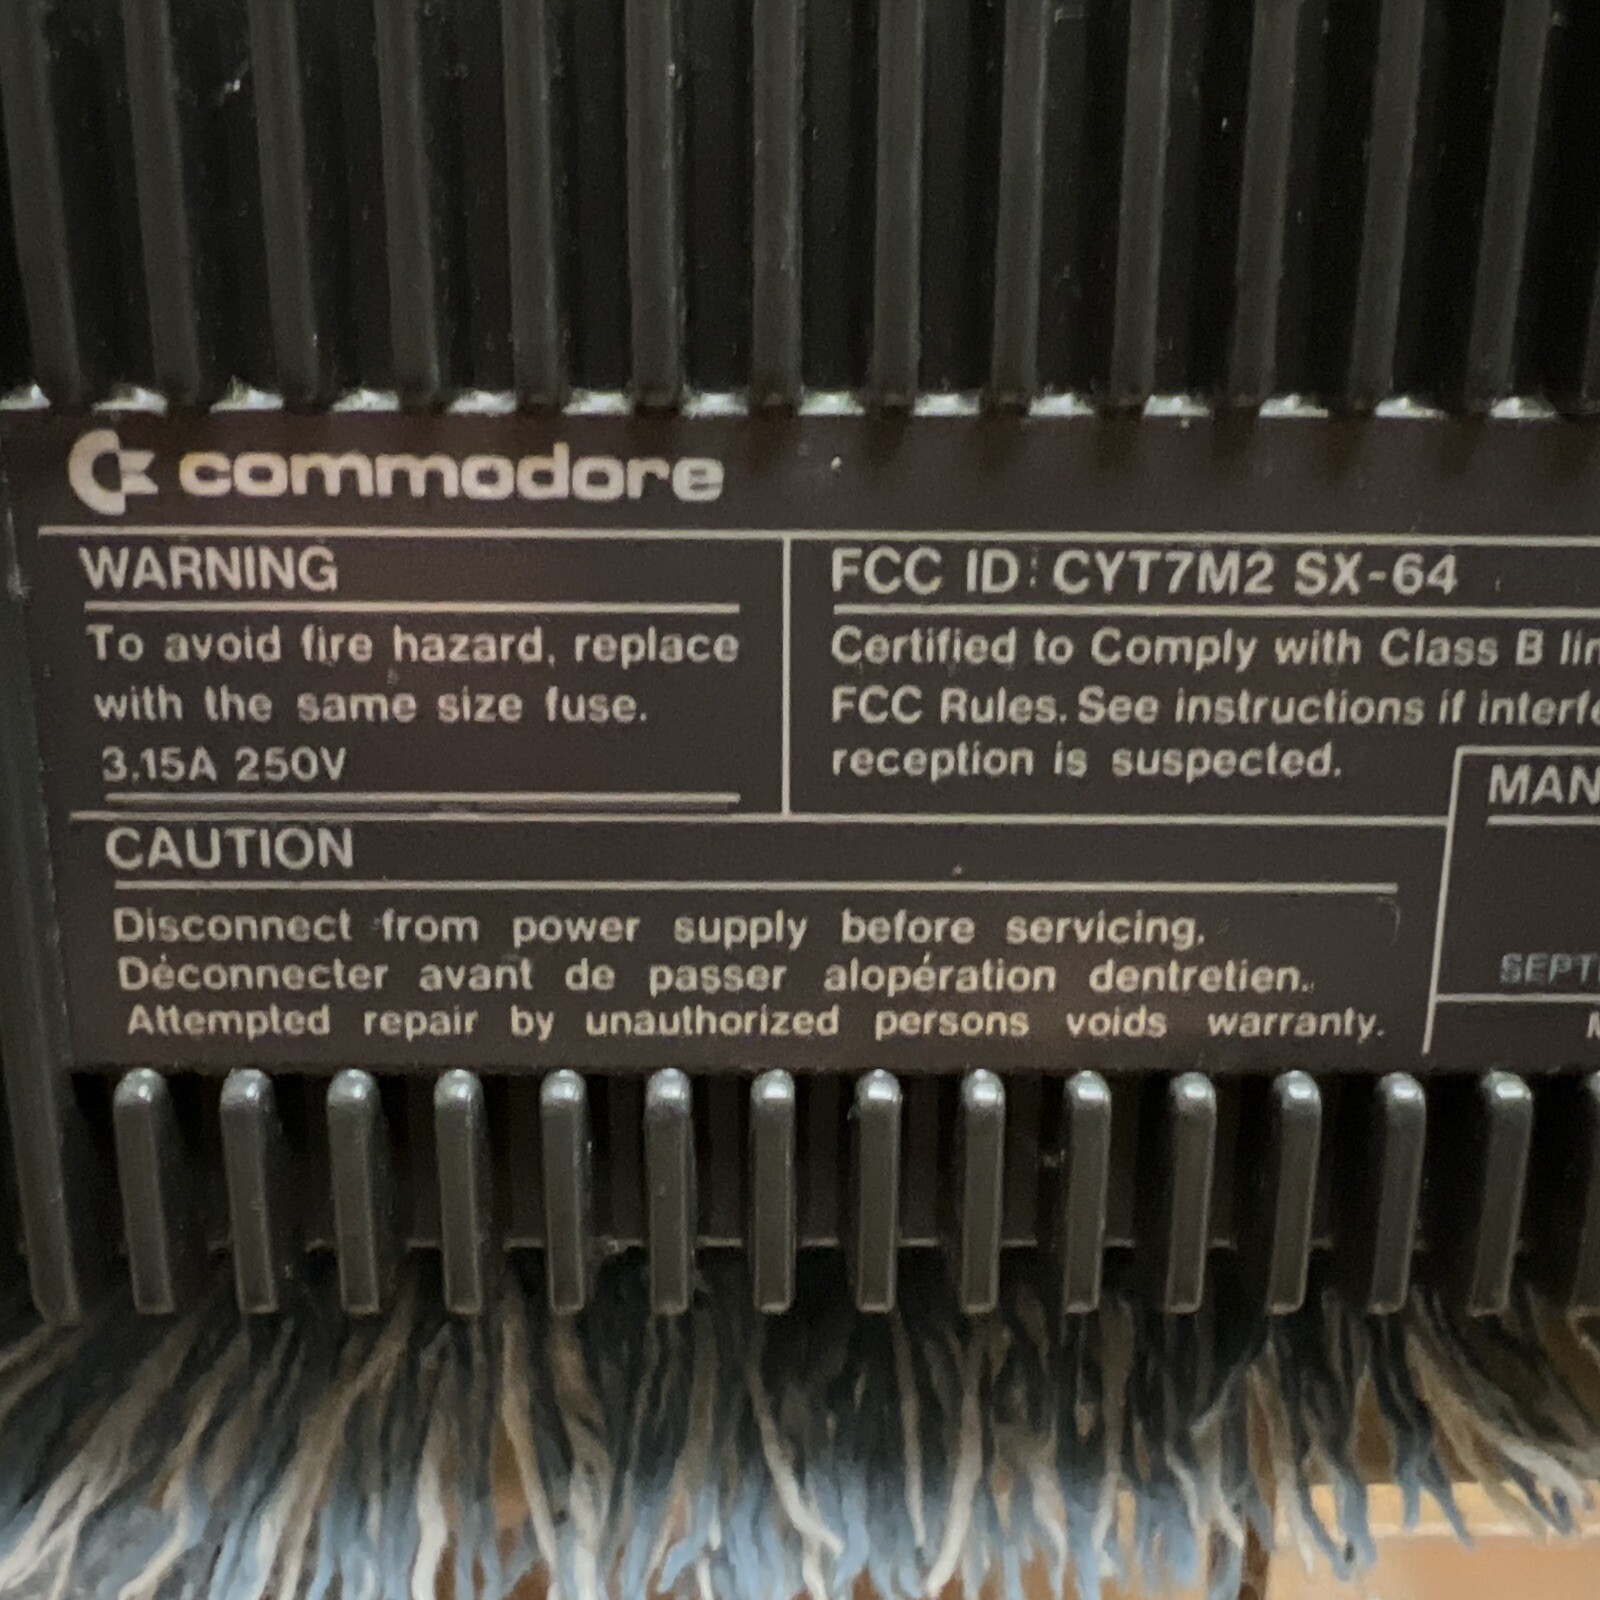 commodore
WARNING
To avoid fire hazard, replace
with the same size fuse.
3.15A 250V
FCC ID: CYT7M2 SX-64
Certified to Comply with Class B
FCC Rules. See instructions if
reception is suspected.
CAUTION
Disconnect from power supply before servicing.
Déconnecter avant de passer alopération dentretien.
Attempted repair by unauthorized persons voids warranty.
MAN
SEPT